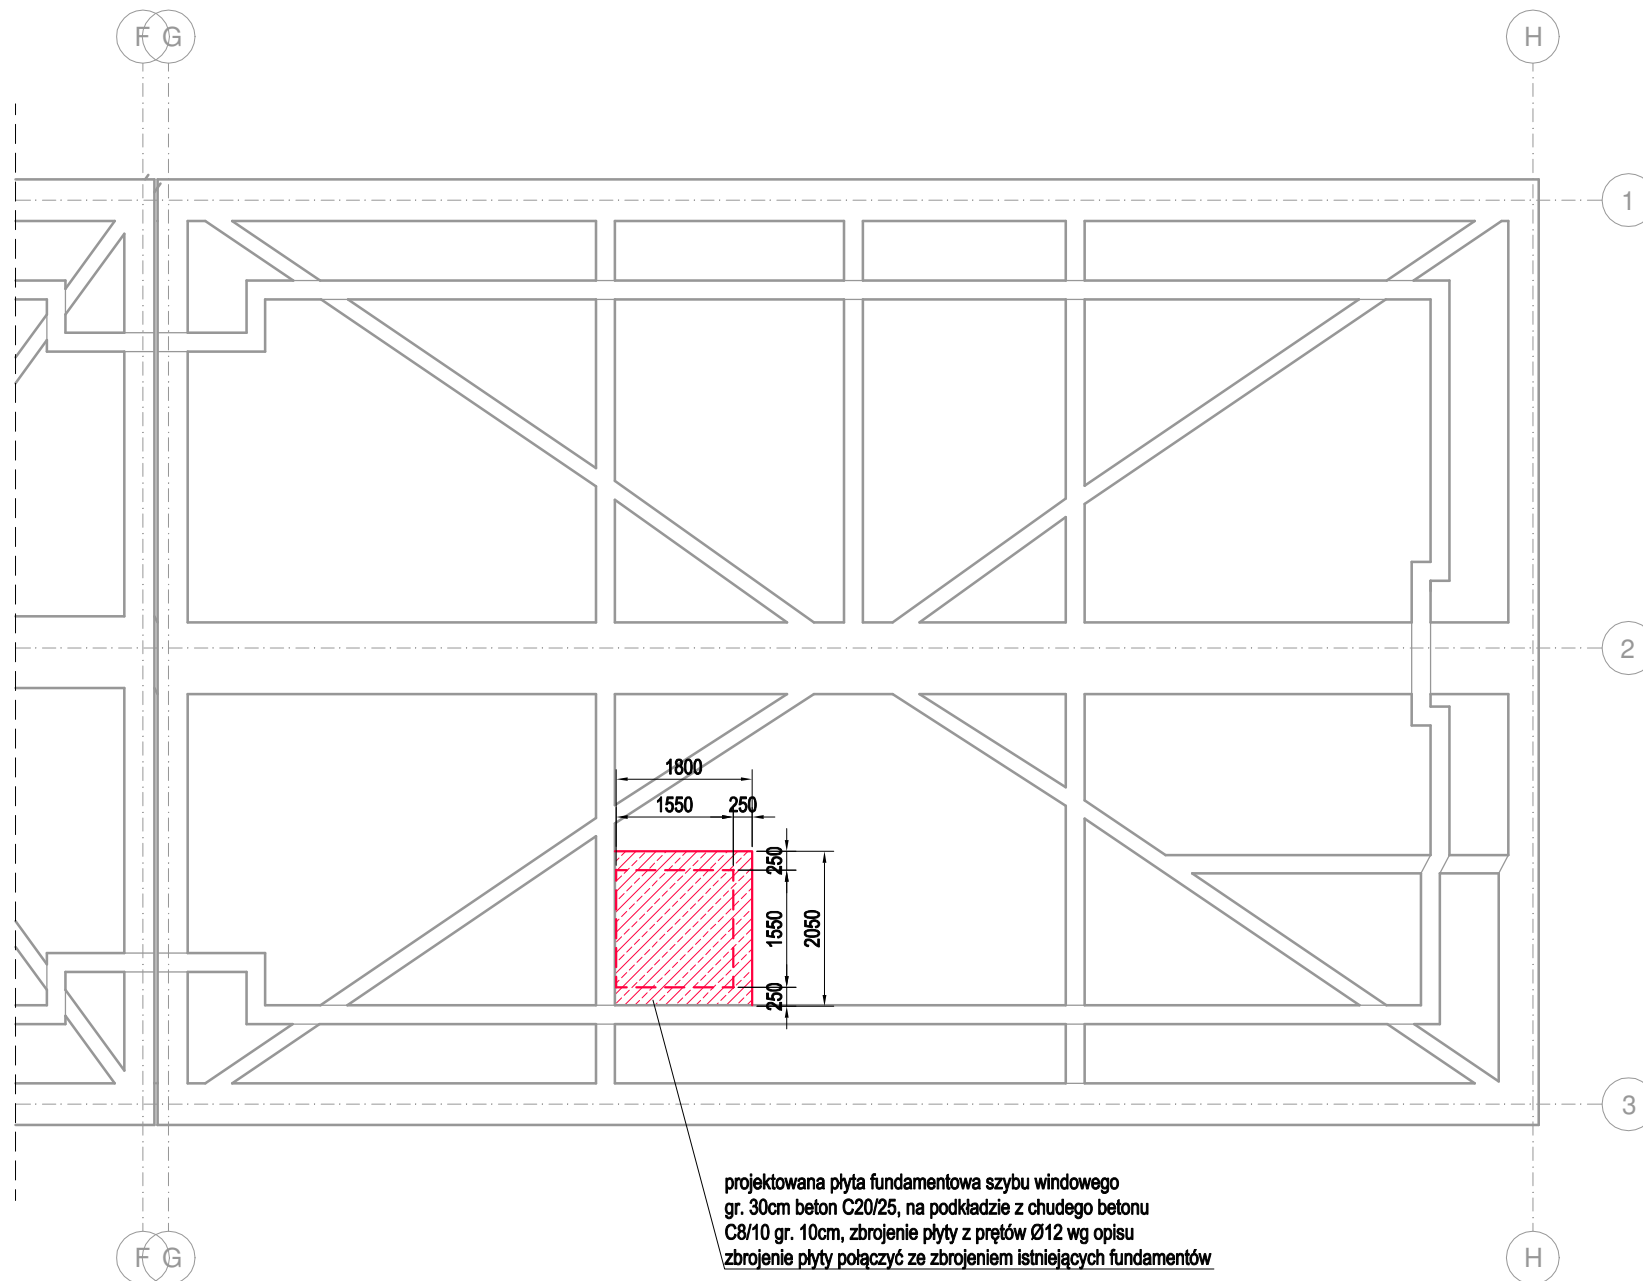 F G H
1
2
1800
1550 250
250
1550
2050
250
3
projektowana płyta fundamentowa szybu windowego
gr. 30cm beton C20/25, na podkładzie z chudego betonu
C8/10 gr. 10cm, zbrojenie płyty z prętów Ø12 wg opisu
zbrojenie płyty połączyć ze zbrojeniem istniejących fundamentów
F G H